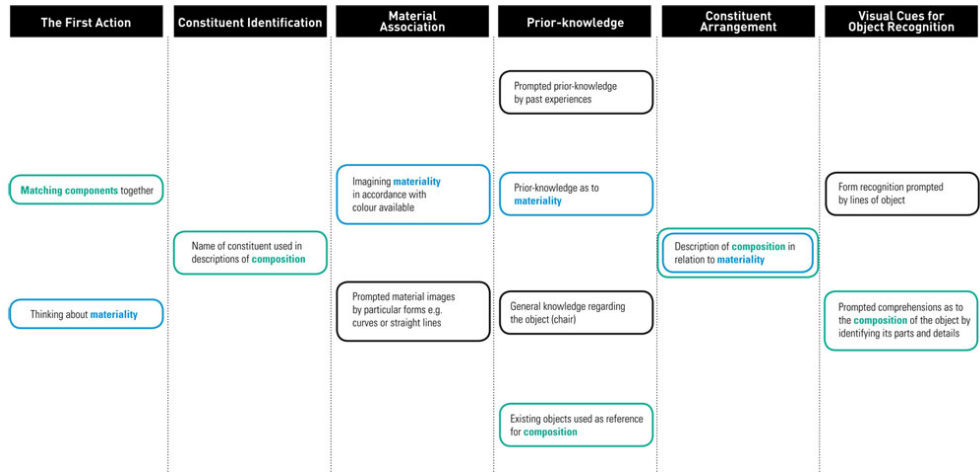 The First Action
Constituent Identification
Material
Association
Prior-knowledge
Constituent
Arrangement
Visual Cues for
Object Recognition
Matching components together
Thinking about materiality
Name of constituent used in
descriptions of composition
Imagining materiality
in accordance with
colour available
Prompted material images
by particular forms e.g.
curves or straight lines
Prompted prior-knowledge
by past experiences
Prior-knowledge as to
materiality
General knowledge regarding
the object (chair)
Existing objects used as reference
for composition
Description of composition in
relation to materiality
Form recognition prompted
by lines of object
Prompted comprehensions as to
the composition of the object by
identifying its parts and details